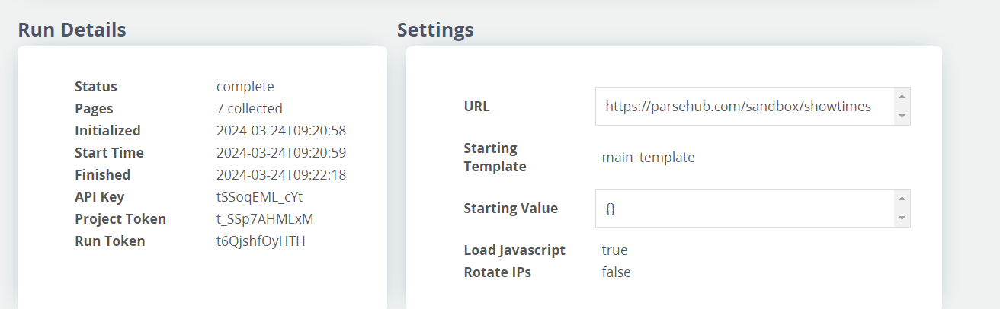 Run Details
Status complete
Pages 7 collected
Initialized 2024-03-24T09:20:58
Start Time 2024-03-24T09:20:59
Finished 2024-03-24T09:22:18
API Key tSSoqEML_cYt
Project Token t_SSp7AHMLxM
Run Token t6QjshfOyHTH
Settings
URL https://parsehub.com/sandbox/showtimes
Starting
Template main_template
Starting Value {}
Load Javascript true
Rotate IPs false